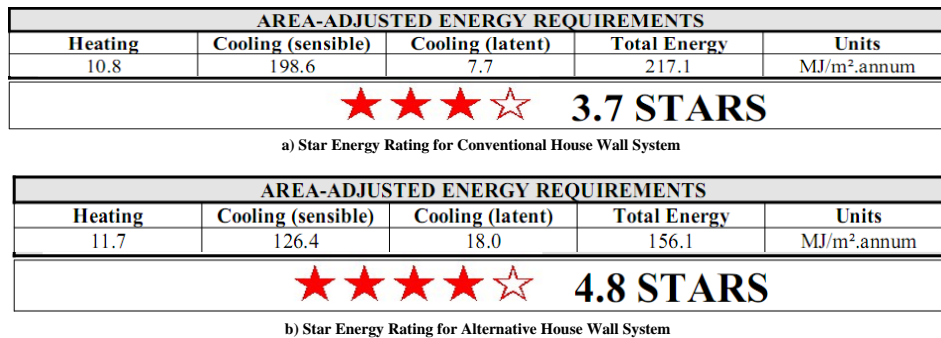 AREA-ADJUSTED ENERGY REQUIREMENTS
Heating Cooling (sensible) Cooling (latent) Total Energy Units
10.8 198.6 7.7 217.1 MJ/m².annum
3.7 STARS
a) Star Energy Rating for Conventional House Wall System
AREA-ADJUSTED ENERGY REQUIREMENTS
Heating Cooling (sensible) Cooling (latent) Total Energy Units
11.7 126.4 18.0 156.1 MJ/m².annum
4.8 STARS
b) Star Energy Rating for Alternative House Wall System